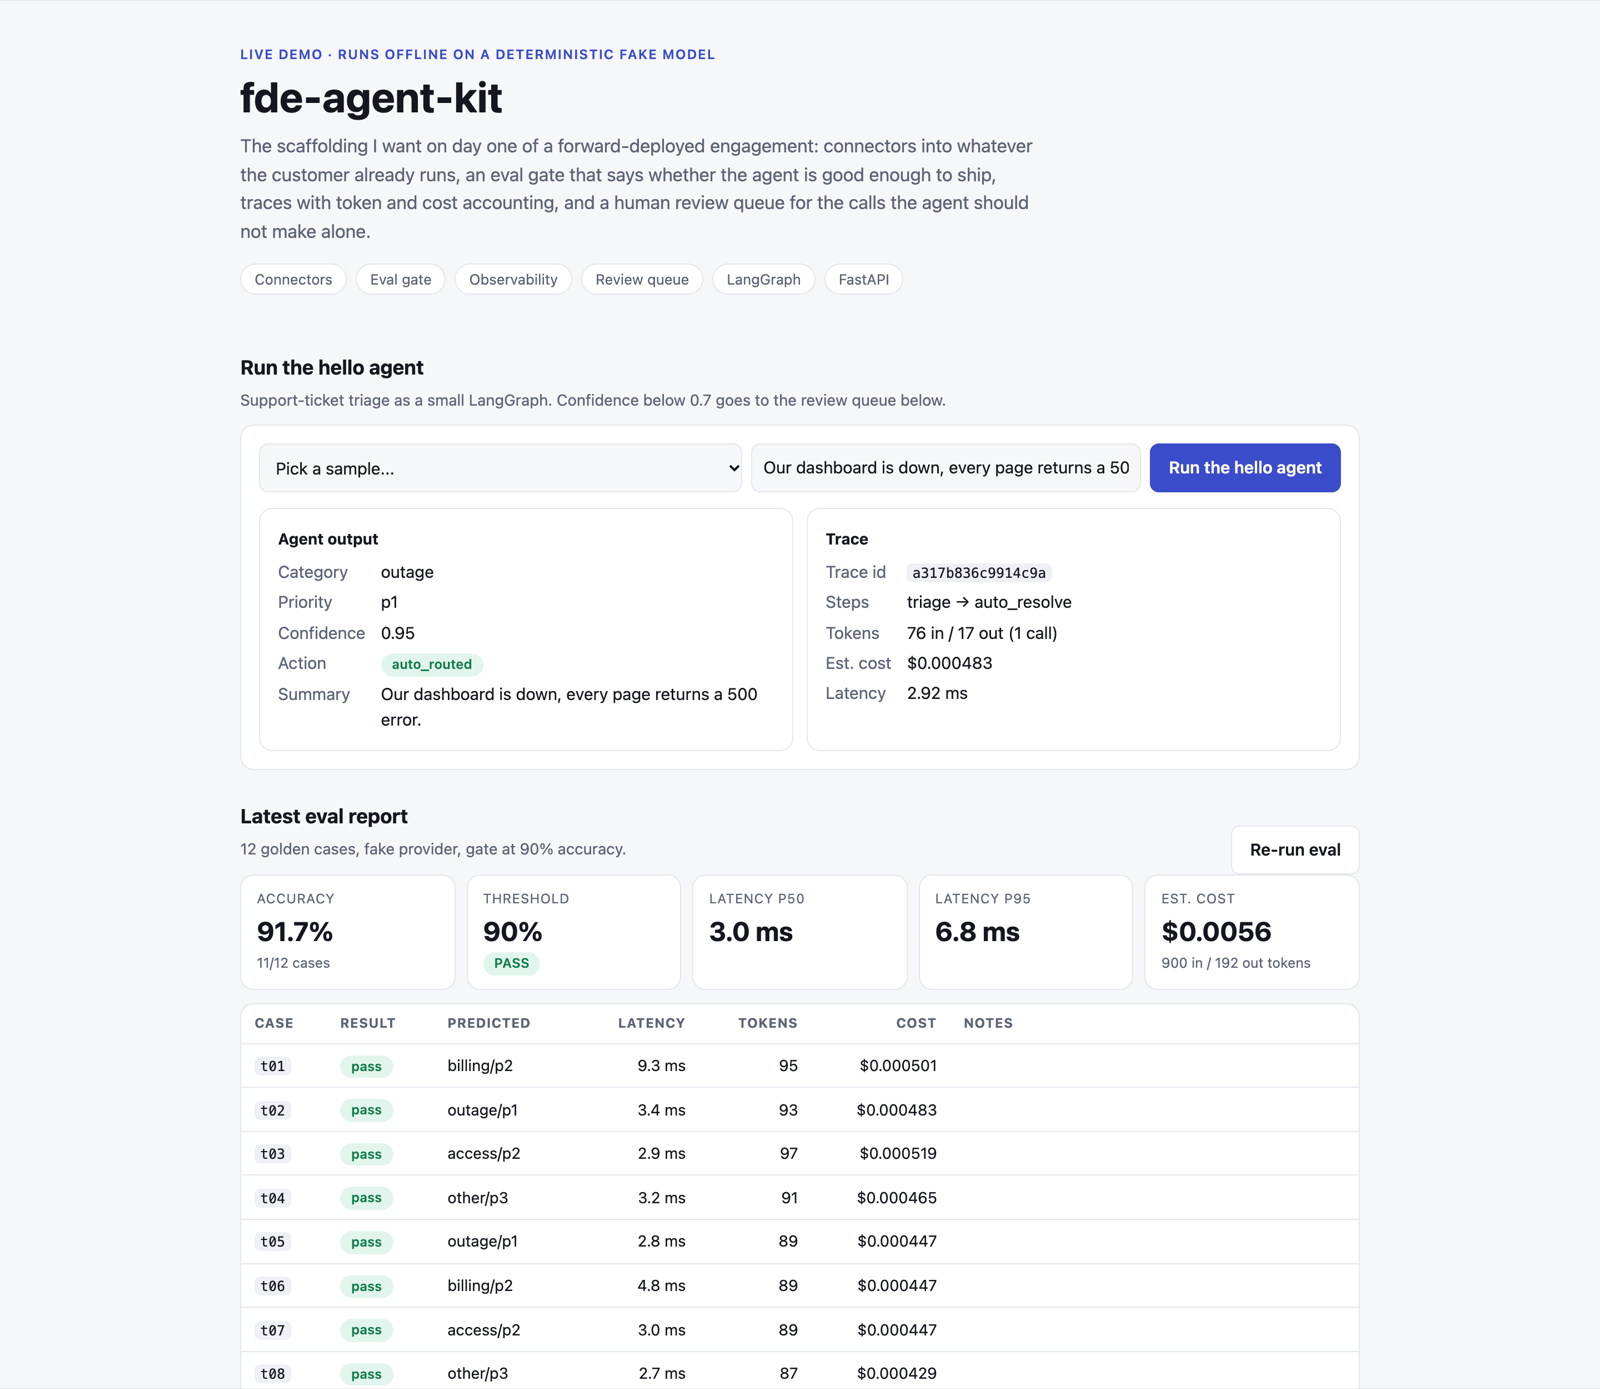 LIVE DEMO · RUNS OFFLINE ON A DETERMINISTIC FAKE MODEL
fde-agent-kit
The scaffolding I want on day one of a forward-deployed engagement: connectors into whatever
the customer already runs, an eval gate that says whether the agent is good enough to ship,
traces with token and cost accounting, and a human review queue for the calls the agent should
not make alone.
Connectors Eval gate Observability Review queue LangGraph FastAPI
Run the hello agent
Support-ticket triage as a small LangGraph. Confidence below 0.7 goes to the review queue below.
Pick a sample... Our dashboard is down, every page returns a 50 Run the hello agent
Agent output
Category outage
Priority p1
Confidence 0.95
Action auto_routed
Summary Our dashboard is down, every page returns a 500
error.
Trace
Trace id a317b836c9914c9a
Steps triage → auto_resolve
Tokens 76 in / 17 out (1 call)
Est. cost $0.000483
Latency 2.92 ms
Latest eval report
12 golden cases, fake provider, gate at 90% accuracy.
Re-run eval
ACCURACY
91.7%
11/12 cases
THRESHOLD
90%
PASS
LATENCY P50
3.0 ms
LATENCY P95
6.8 ms
EST. COST
$0.0056
900 in / 192 out tokens
CASE RESULT PREDICTED LATENCY TOKENS COST NOTES
t01 pass billing/p2 9.3 ms 95 $0.000501
t02 pass outage/p1 3.4 ms 93 $0.000483
t03 pass access/p2 2.9 ms 97 $0.000519
t04 pass other/p3 3.2 ms 91 $0.000465
t05 pass outage/p1 2.8 ms 89 $0.000447
t06 pass billing/p2 4.8 ms 89 $0.000447
t07 pass access/p2 3.0 ms 89 $0.000447
t08 pass other/p3 2.7 ms 87 $0.000429